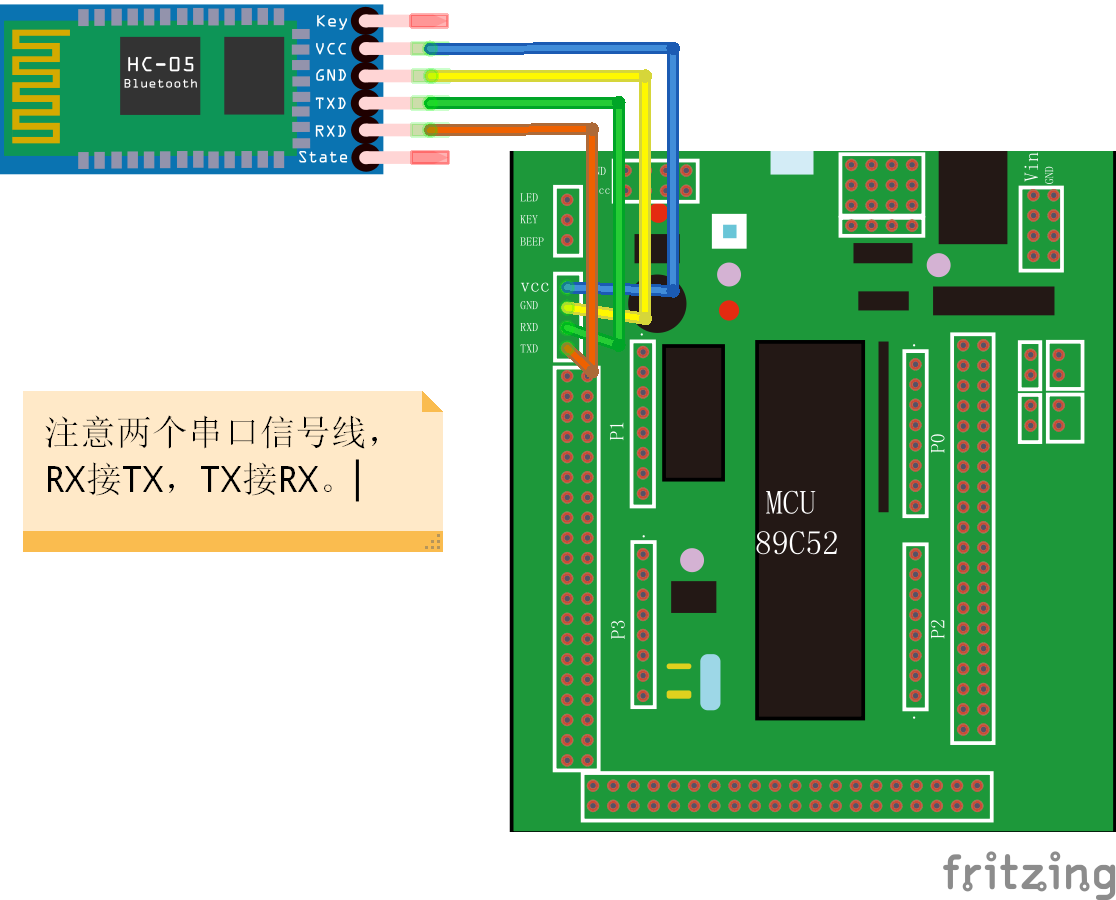 Key
VCC
GND
TXD
RXD
State
HC-05
Bluetooth
LED
KEY
BEEP
VCC
GND
RXD
TXD
Vin
GND
注意两个串口信号线，
RX接TX，TX接RX。
P1
P0
MCU
89C52
P3
P2
fritzing